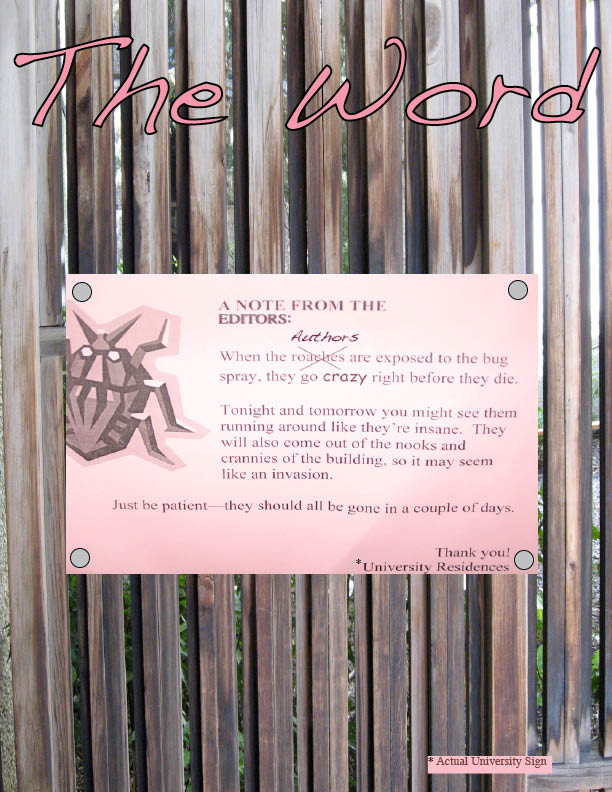 The Word
A NOTE FROM THE
EDITORS:
Authors
When the roaches are exposed to the bug
spray, they go crazy right before they die.
Tonight and tomorrow you might see them
running around like they're insane. They
will also come out of the nooks and
crannies of the building, so it may seem
like an invasion.
Just be patient—they should all be gone in a couple of days.
Thank you!
*University Residences
* Actual University Sign